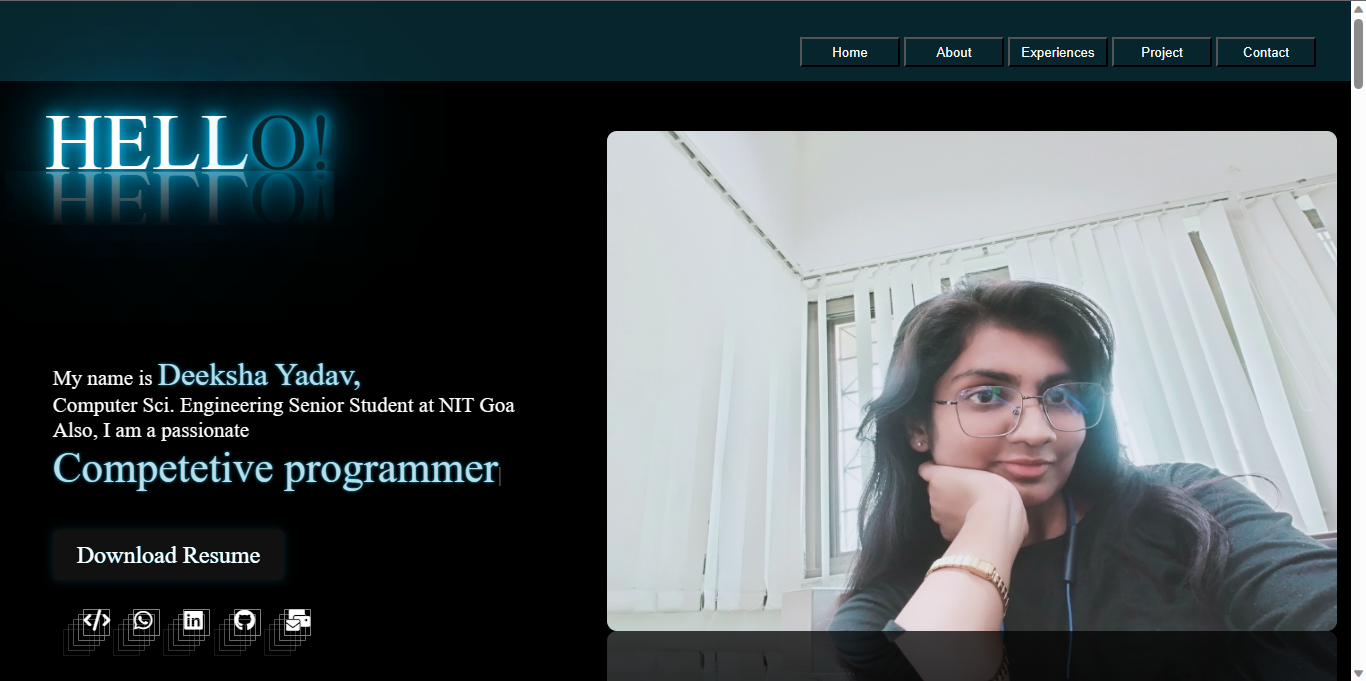 Home About Experiences Project Contact
HELLO!
My name is Deeksha Yadav,
Computer Sci. Engineering Senior Student at NIT Goa
Also, I am a passionate
Competetive programmer
Download Resume